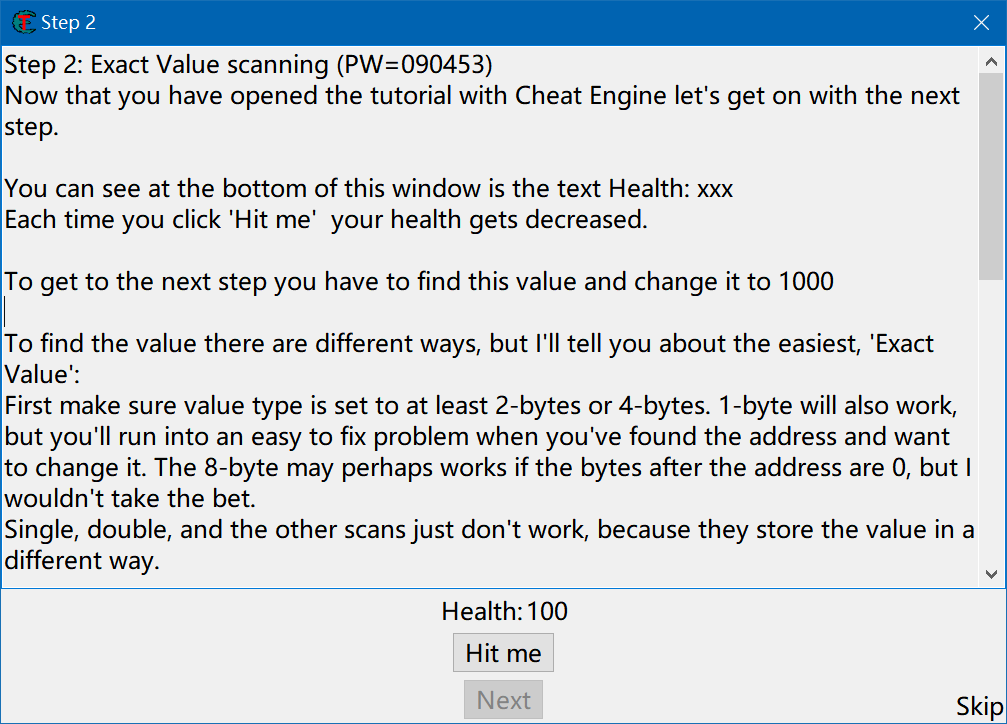 Step 2
Step 2: Exact Value scanning (PW=090453)
Now that you have opened the tutorial with Cheat Engine let's get on with the next
step.
You can see at the bottom of this window is the text Health: xxx
Each time you click 'Hit me'  your health gets decreased.
To get to the next step you have to find this value and change it to 1000
To find the value there are different ways, but I'll tell you about the easiest, 'Exact
Value':
First make sure value type is set to at least 2-bytes or 4-bytes. 1-byte will also work,
but you'll run into an easy to fix problem when you've found the address and want
to change it. The 8-byte may perhaps works if the bytes after the address are 0, but I
wouldn't take the bet.
Single, double, and the other scans just don't work, because they store the value in a
different way.
Health: 100
Hit me
Next
Skip